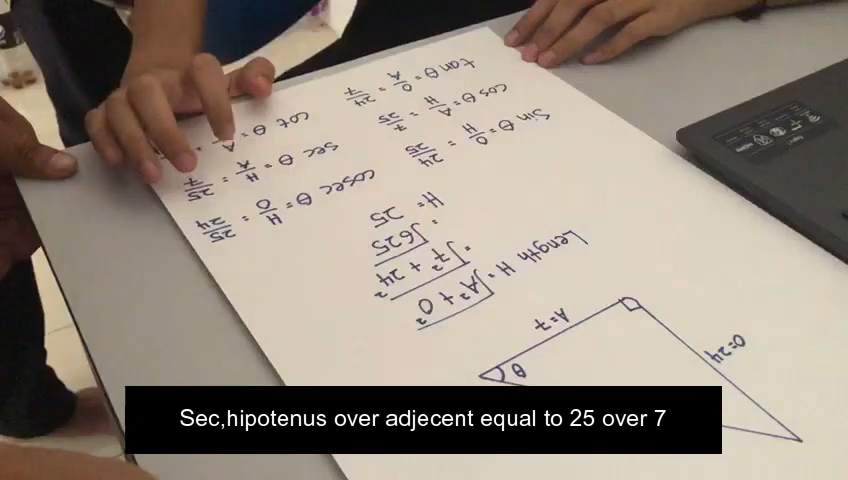 A=7
O=24
θ
Length H = √A² + O²
= √7² + 24²
= √625
H = 25
Sin θ = O/H = 24/25
cos θ = A/H = 7/25
tan θ = O/A = 24/7
cosec θ = H/O = 25/24
sec θ = H/A = 25/7
cot θ = A
Sec,hipotenus over adjecent equal to 25 over 7